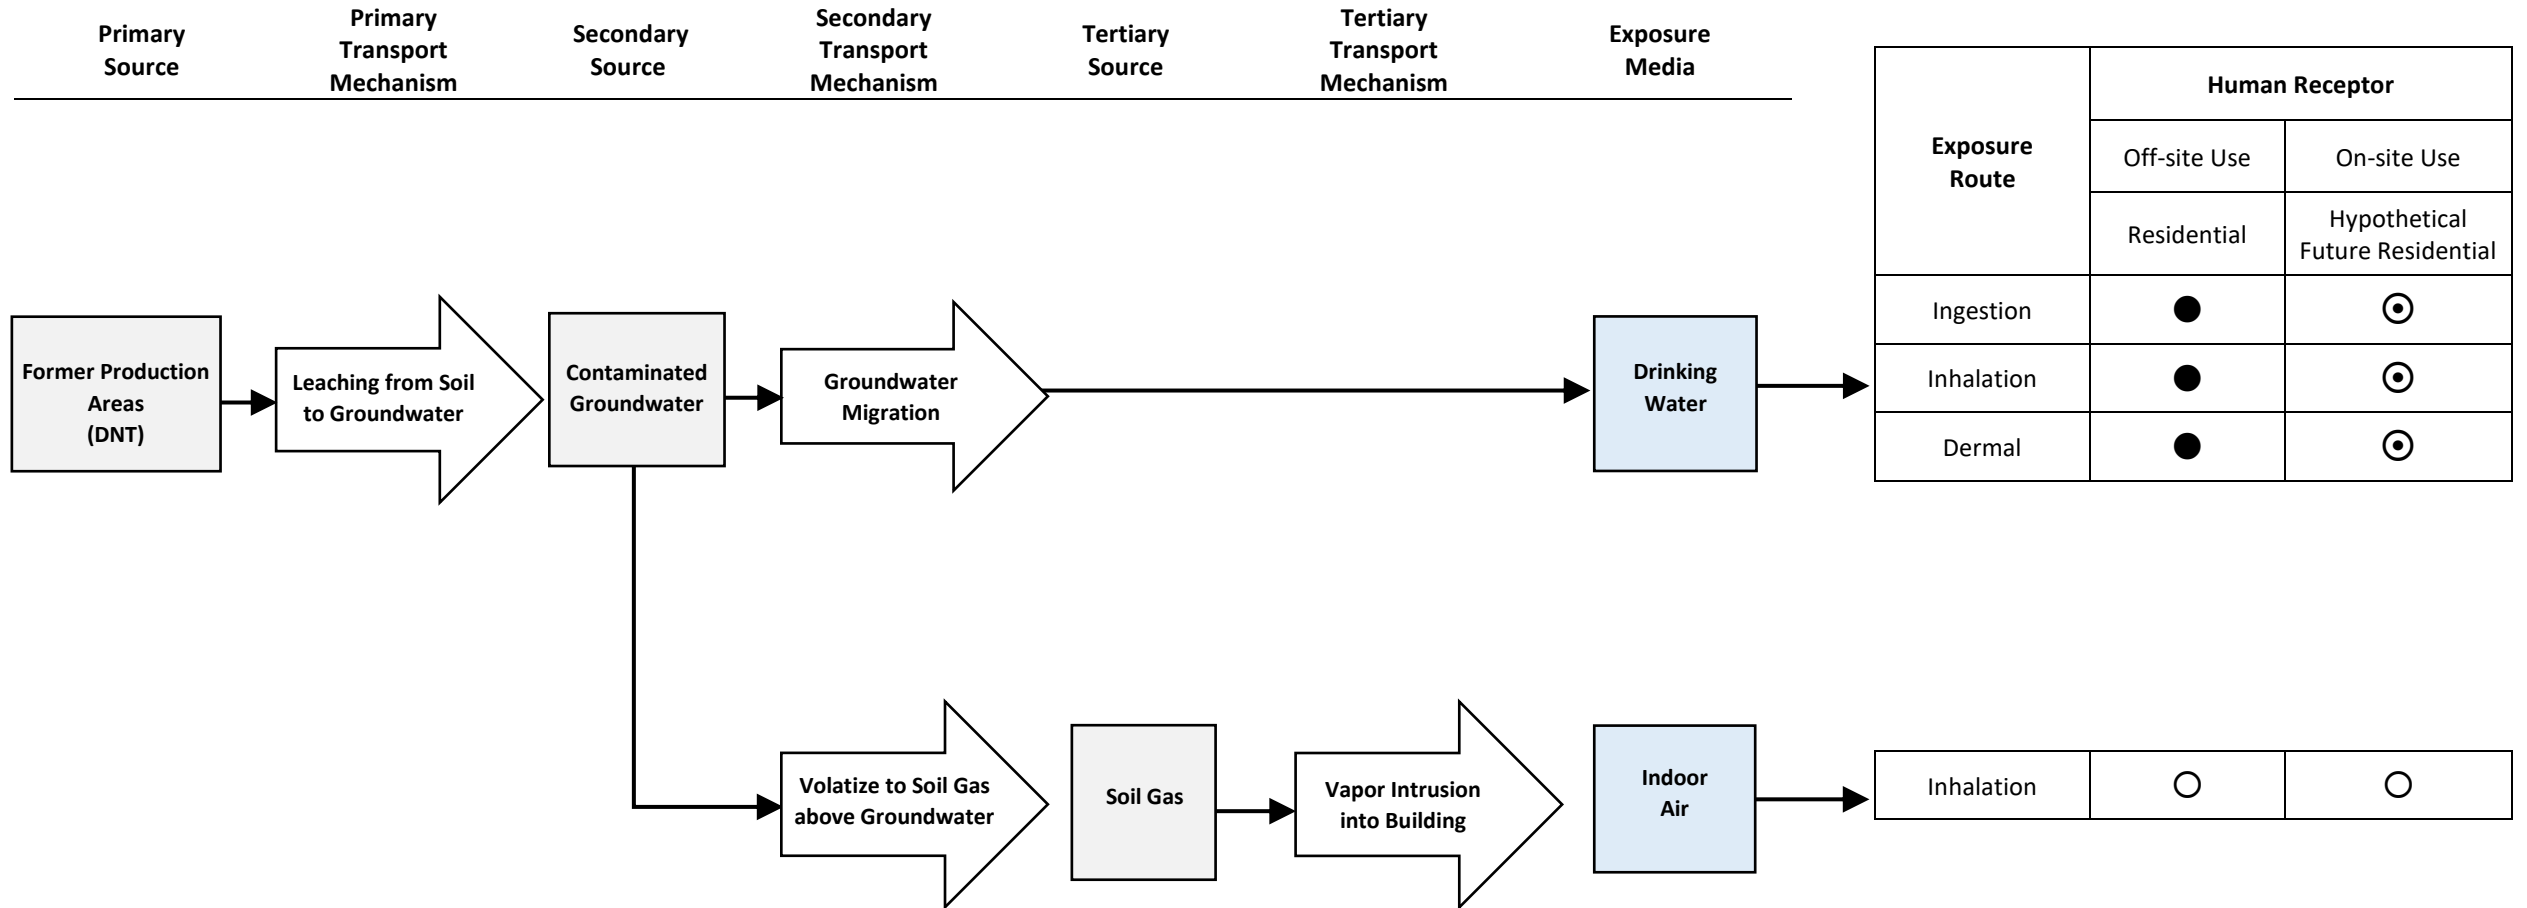 Primary
Source
Primary
Transport
Mechanism
Secondary
Source
Secondary
Transport
Mechanism
Tertiary
Source
Tertiary
Transport
Mechanism
Exposure
Media
Exposure
Route
Human Receptor
Off-site Use
On-site Use
Residential
Hypothetical
Future Residential
Ingestion
Inhalation
Dermal
Former Production
Areas
(DNT)
Leaching from Soil
to Groundwater
Contaminated
Groundwater
Groundwater
Migration
Drinking
Water
Volatize to Soil Gas
above Groundwater
Soil Gas
Vapor Intrusion
into Building
Indoor
Air
Inhalation